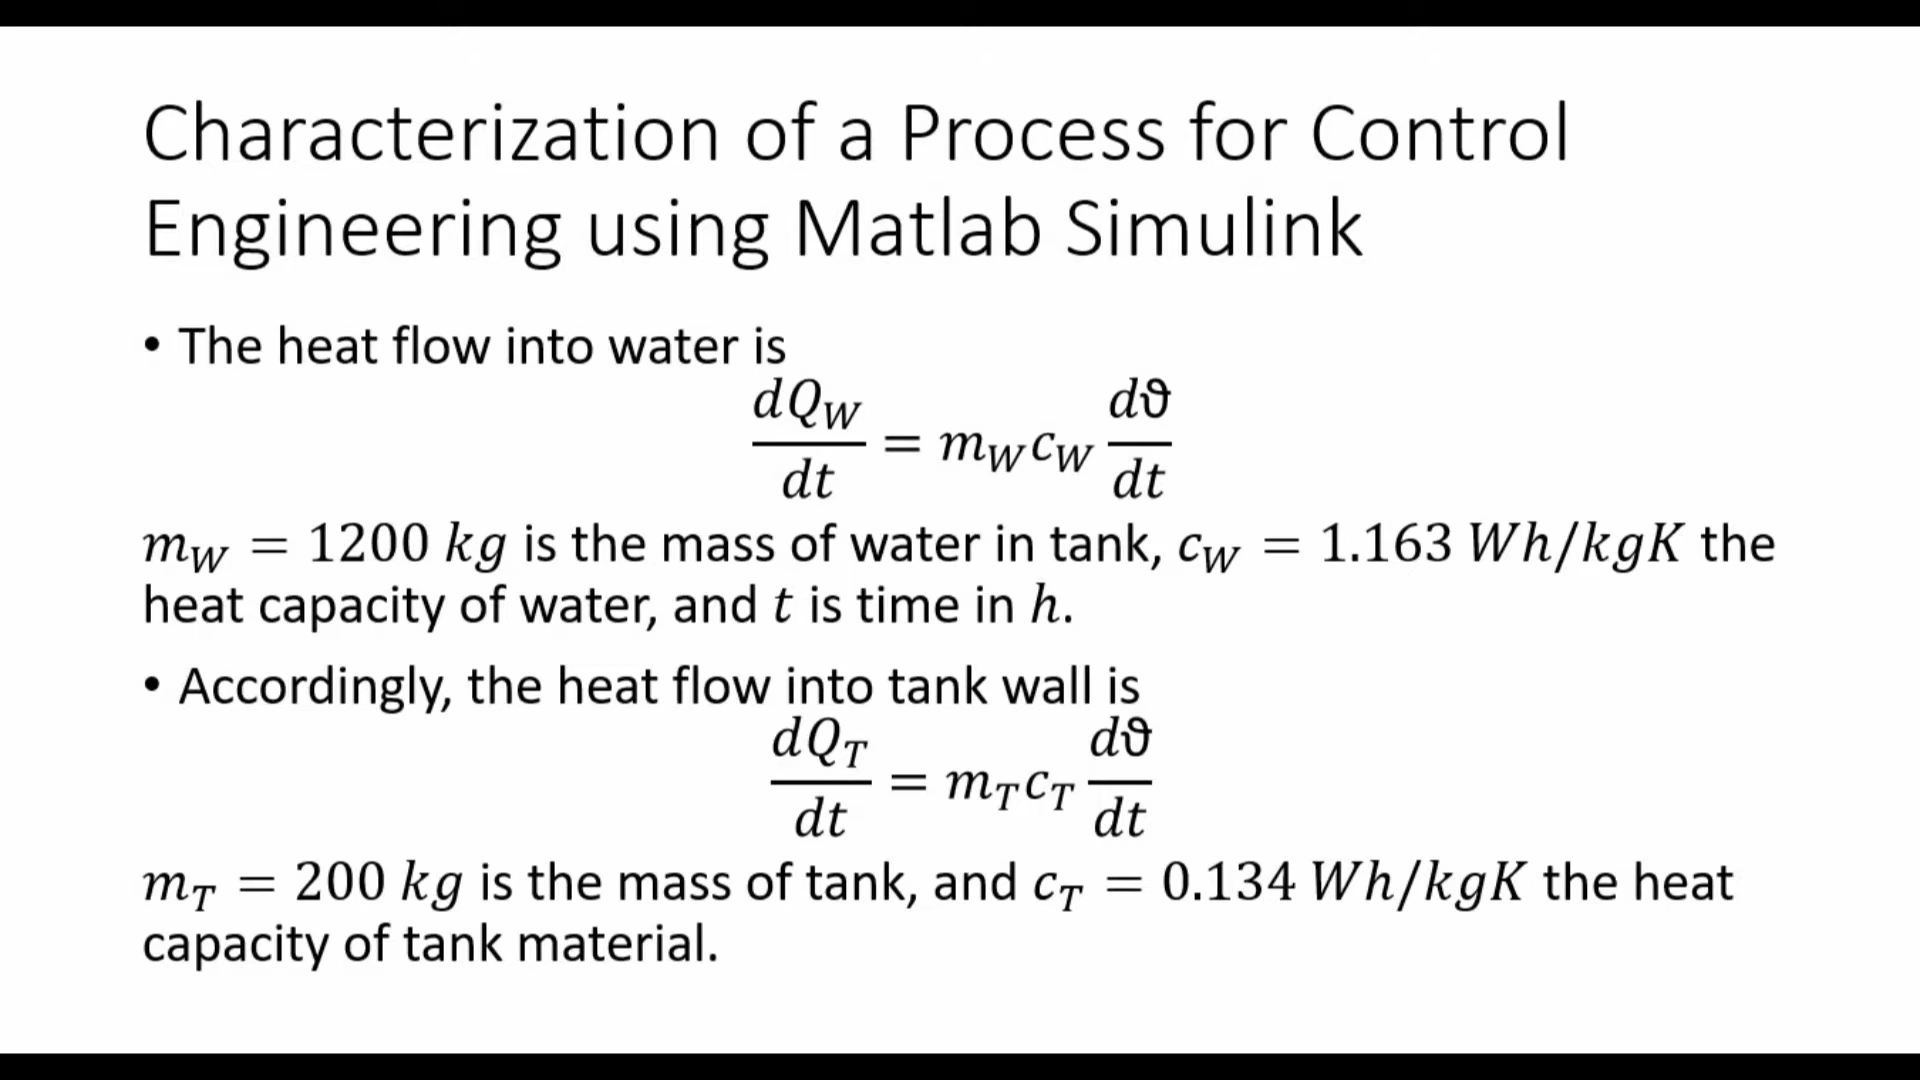 Characterization of a Process for Control
Engineering using Matlab Simulink
• The heat flow into water is
dQ_W/dt = m_W c_W dϑ/dt
m_W = 1200 kg is the mass of water in tank, c_W = 1.163 Wh/kgK the
heat capacity of water, and t is time in h.
• Accordingly, the heat flow into tank wall is
dQ_T/dt = m_T c_T dϑ/dt
m_T = 200 kg is the mass of tank, and c_T = 0.134 Wh/kgK the heat
capacity of tank material.